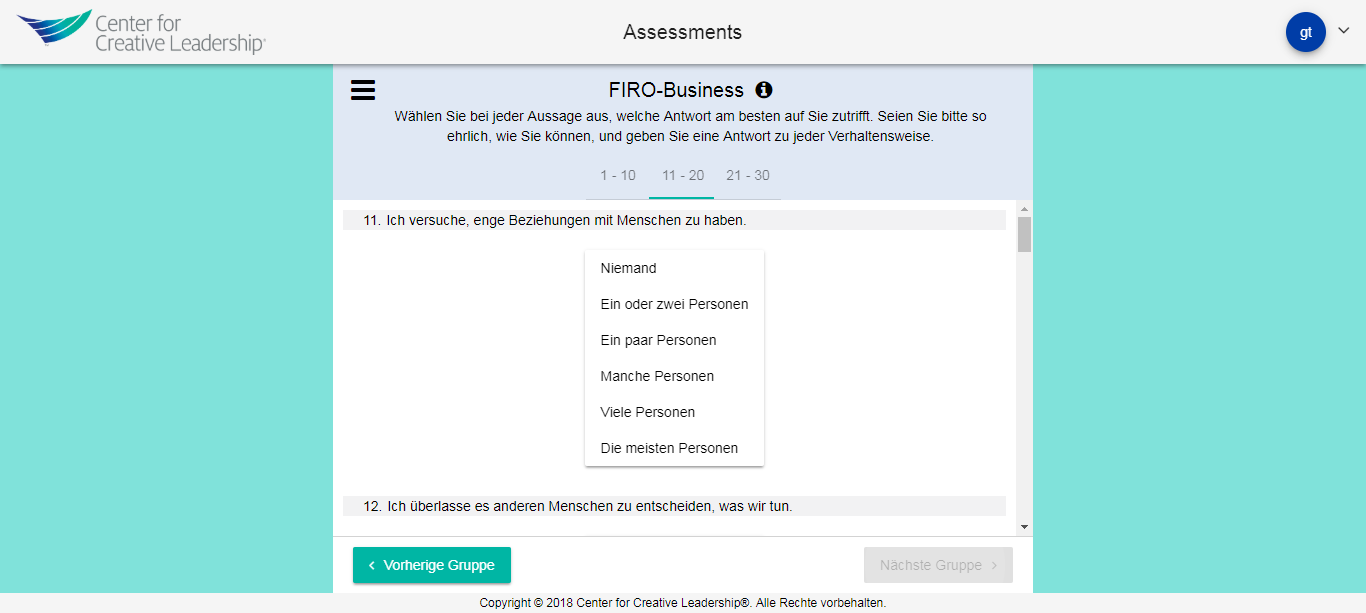 Center for
Creative Leadership®
Assessments
gt
FIRO-Business
Wählen Sie bei jeder Aussage aus, welche Antwort am besten auf Sie zutrifft. Seien Sie bitte so
ehrlich, wie Sie können, und geben Sie eine Antwort zu jeder Verhaltensweise.
1 - 10 11 - 20 21 - 30
11. Ich versuche, enge Beziehungen mit Menschen zu haben.
Niemand
Ein oder zwei Personen
Ein paar Personen
Manche Personen
Viele Personen
Die meisten Personen
12. Ich überlasse es anderen Menschen zu entscheiden, was wir tun.
Vorherige Gruppe
Nächste Gruppe
Copyright © 2018 Center for Creative Leadership®. Alle Rechte vorbehalten.